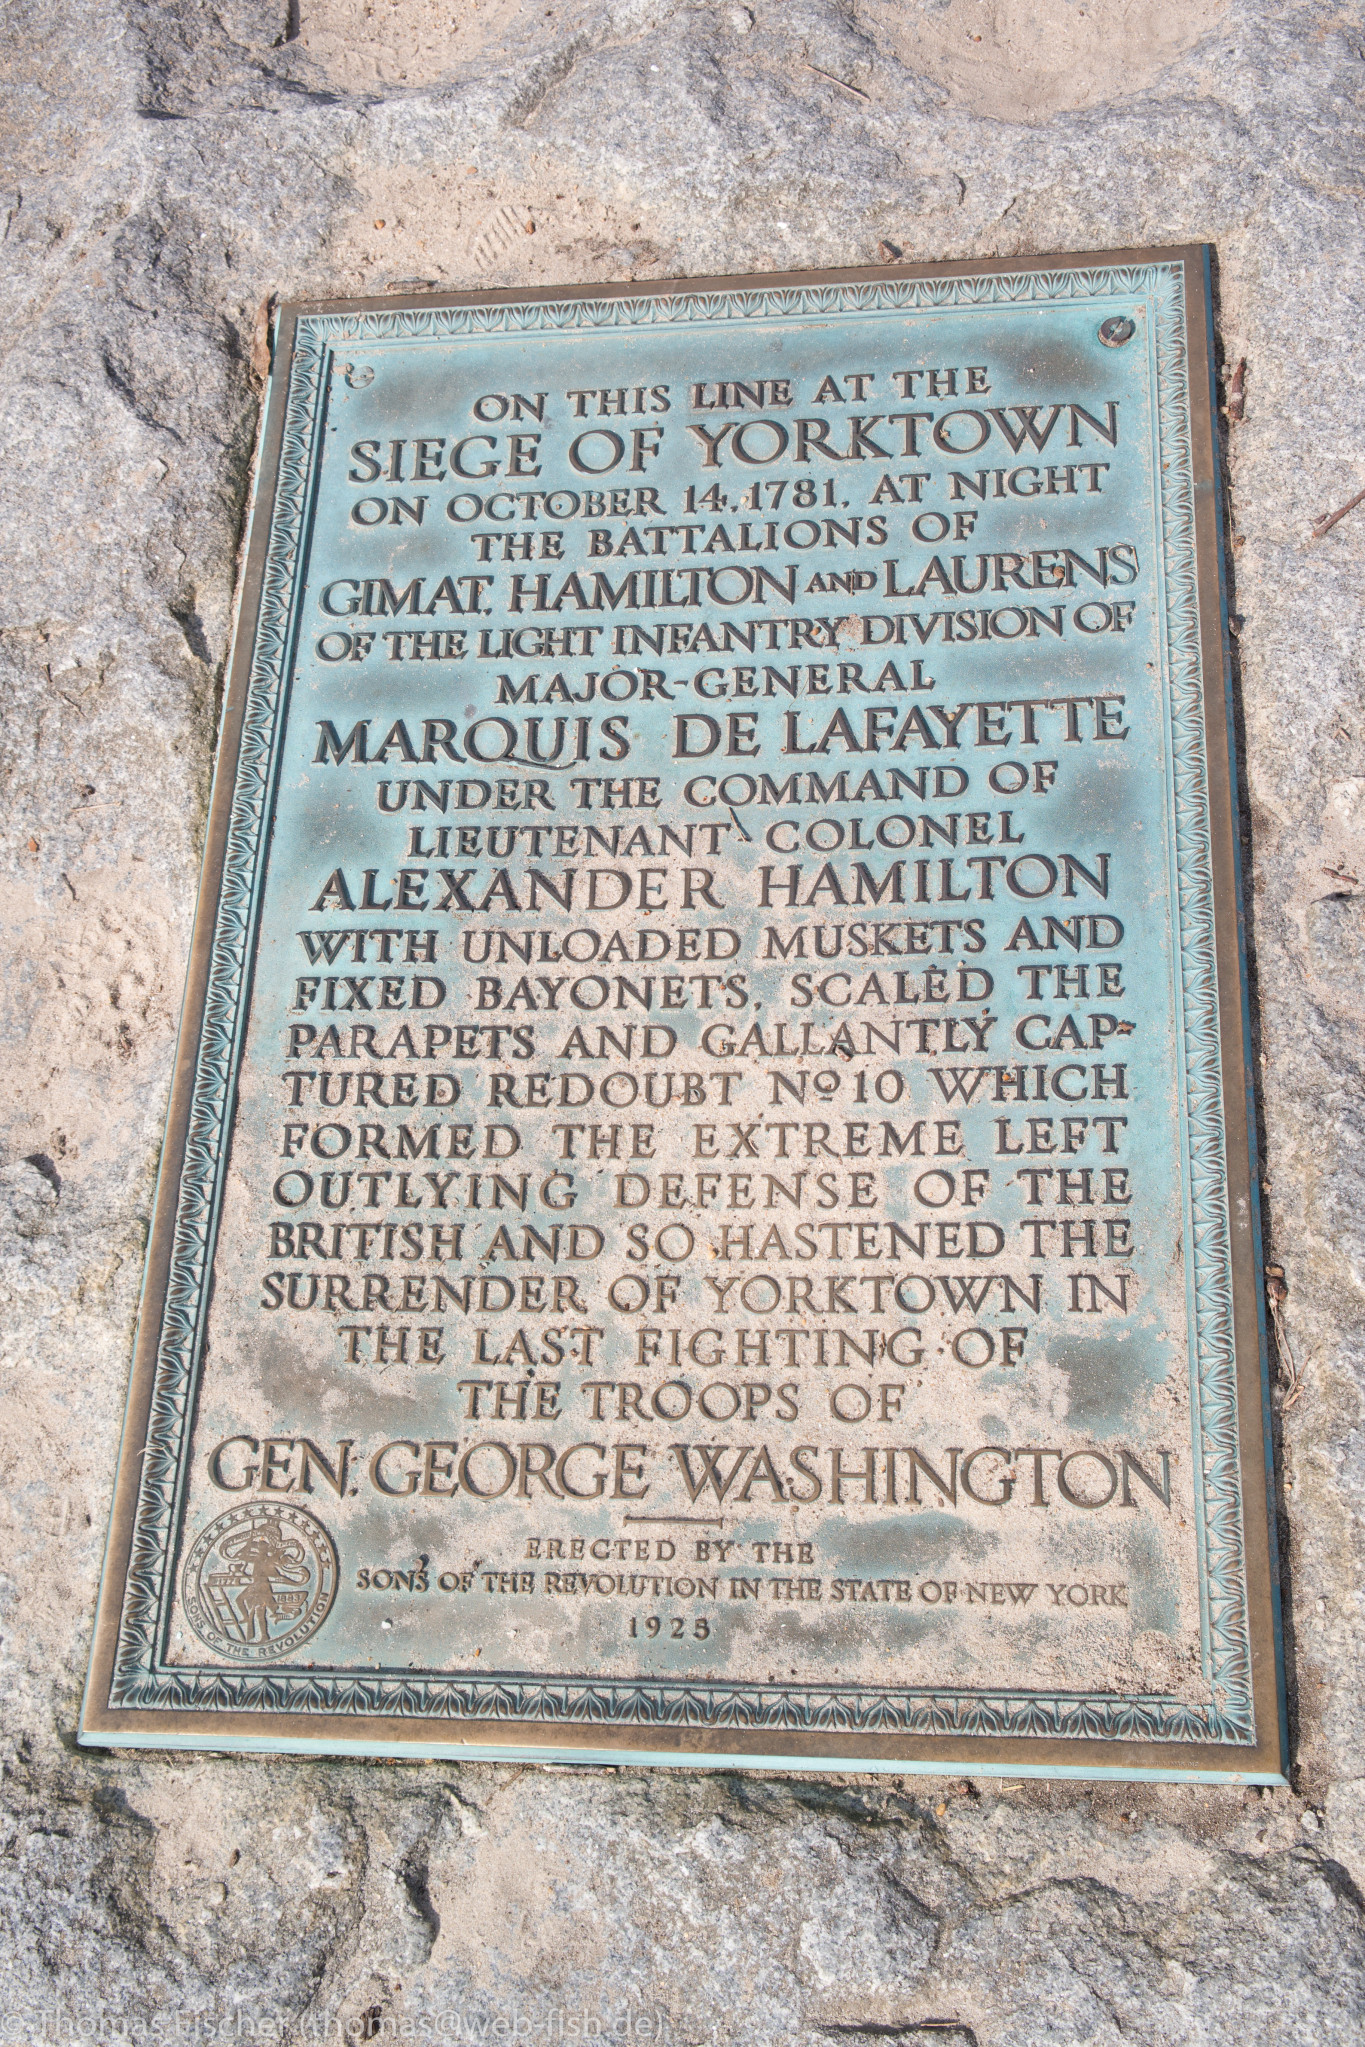 ON THIS LINE AT THE
SIEGE OF YORKTOWN
ON OCTOBER 14, 1781, AT NIGHT
THE BATTALIONS OF
GIMAT, HAMILTON AND LAURENS
OF THE LIGHT INFANTRY DIVISION OF
MAJOR-GENERAL
MARQUIS DE LAFAYETTE
UNDER THE COMMAND OF
LIEUTENANT COLONEL
ALEXANDER HAMILTON
WITH UNLOADED MUSKETS AND
FIXED BAYONETS, SCALED THE
PARAPETS AND GALLANTLY CAP-
TURED REDOUBT Nº 10 WHICH
FORMED THE EXTREME LEFT
OUTLYING DEFENSE OF THE
BRITISH AND SO HASTENED THE
SURRENDER OF YORKTOWN IN
THE LAST FIGHTING OF
THE TROOPS OF
GEN. GEORGE WASHINGTON
ERECTED BY THE
SONS OF THE REVOLUTION IN THE STATE OF NEW YORK
1925
1883
SONS OF THE REVOLUTION
© Thomas Fischer (thomas@web-fish.de)